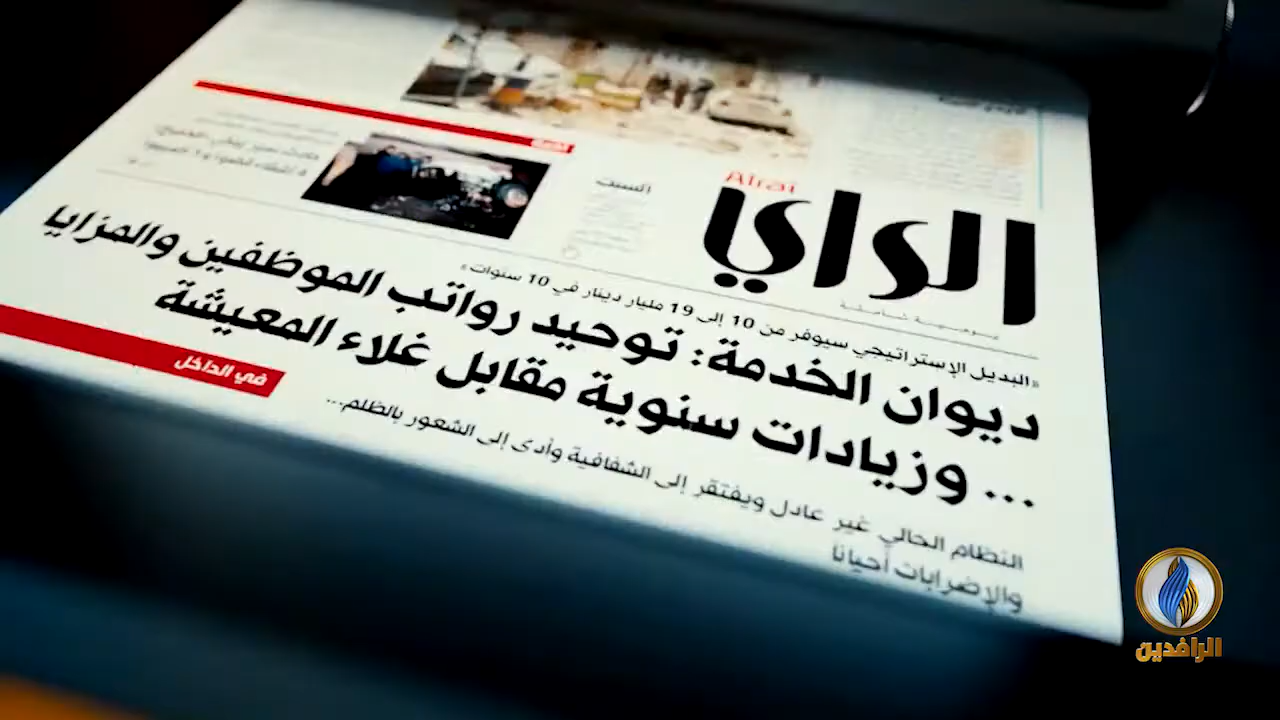 Alrai
الراي
يومية شاملة
السبت
«البديل الإستراتيجي سيوفر من 10 إلى 19 مليار دينار في 10 سنوات»
ديوان الخدمة: توحيد رواتب الموظفين والمزايا
... وزيادات سنوية مقابل غلاء المعيشة
النظام الحالي غير عادل ويفتقر إلى الشفافية وأدى إلى الشعور بالظلم...
والإضرابات أحياناً
في الداخل
الرافدين